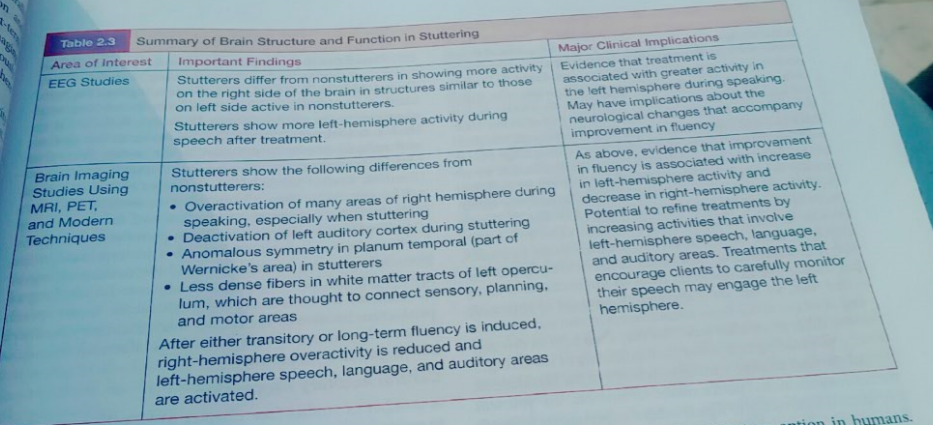 Table 2.3 Summary of Brain Structure and Function in Stuttering
Area of Interest
Important Findings
Major Clinical Implications
EEG Studies
Stutterers differ from nonstutterers in showing more activity
on the right side of the brain in structures similar to those
on left side active in nonstutterers.
Stutterers show more left-hemisphere activity during
speech after treatment.
Evidence that treatment is
associated with greater activity in
the left hemisphere during speaking.
May have implications about the
neurological changes that accompany
improvement in fluency
Brain Imaging
Studies Using
MRI, PET,
and Modern
Techniques
Stutterers show the following differences from
nonstutterers:
• Overactivation of many areas of right hemisphere during
speaking, especially when stuttering
• Deactivation of left auditory cortex during stuttering
• Anomalous symmetry in planum temporal (part of
Wernicke's area) in stutterers
• Less dense fibers in white matter tracts of left opercu-
lum, which are thought to connect sensory, planning,
and motor areas
After either transitory or long-term fluency is induced,
right-hemisphere overactivity is reduced and
left-hemisphere speech, language, and auditory areas
are activated.
As above, evidence that improvement
in fluency is associated with increase
in left-hemisphere activity and
decrease in right-hemisphere activity.
Potential to refine treatments by
increasing activities that involve
left-hemisphere speech, language,
and auditory areas. Treatments that
encourage clients to carefully monitor
their speech may engage the left
hemisphere.
in humans.